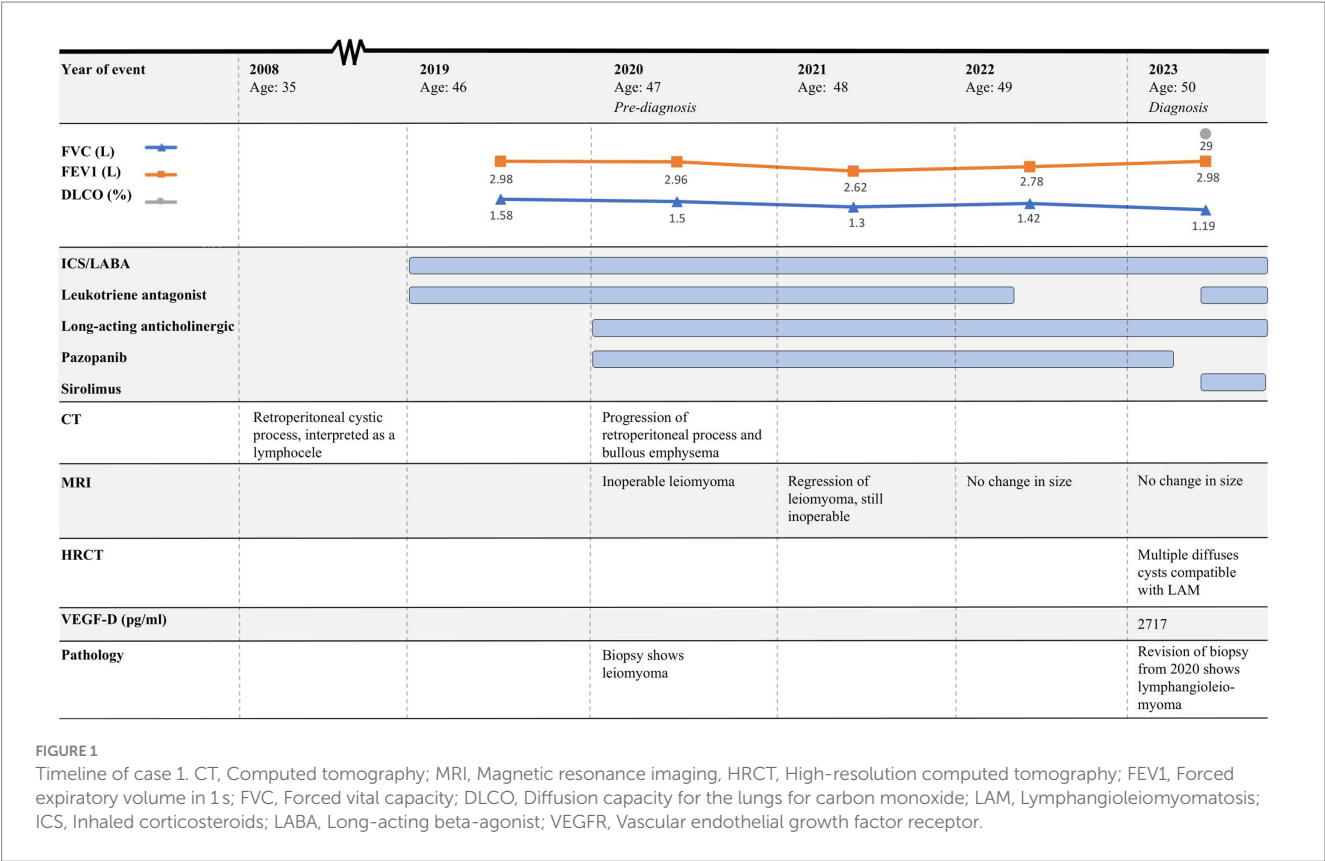 Year of event
2008
Age: 35
2019
Age: 46
2020
Age: 47
Pre-diagnosis
2021
Age: 48
2022
Age: 49
2023
Age: 50
Diagnosis
FVC (L)
FEV1 (L)
DLCO (%)
29
2.98
2.96
2.62
2.78
2.98
1.58
1.5
1.3
1.42
1.19
ICS/LABA
Leukotriene antagonist
Long-acting anticholinergic
Pazopanib
Sirolimus
CT
Retroperitoneal cystic
process, interpreted as a
lymphocele
Progression of
retroperitoneal process and
bullous emphysema
MRI
Inoperable leiomyoma
Regression of
leiomyoma, still
inoperable
No change in size
No change in size
HRCT
Multiple diffuses
cysts compatible
with LAM
VEGF-D (pg/ml)
2717
Pathology
Biopsy shows
leiomyoma
Revision of biopsy
from 2020 shows
lymphangioleio-
myoma
FIGURE 1
Timeline of case 1. CT, Computed tomography; MRI, Magnetic resonance imaging, HRCT, High-resolution computed tomography; FEV1, Forced
expiratory volume in 1 s; FVC, Forced vital capacity; DLCO, Diffusion capacity for the lungs for carbon monoxide; LAM, Lymphangioleiomyomatosis;
ICS, Inhaled corticosteroids; LABA, Long-acting beta-agonist; VEGFR, Vascular endothelial growth factor receptor.